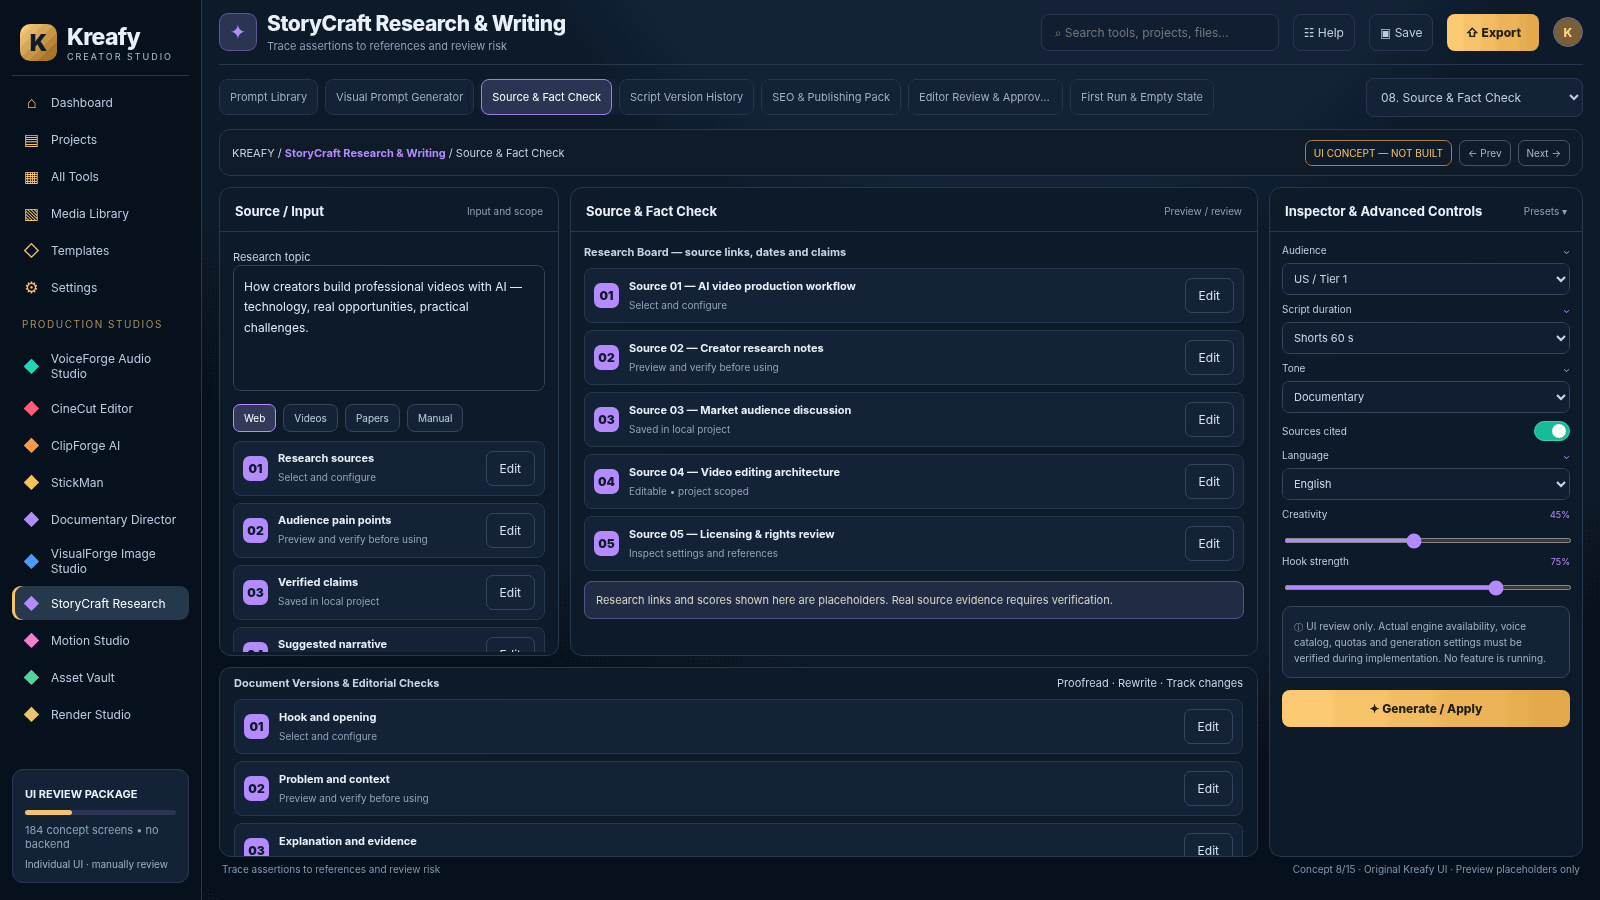 K
Kreafy
CREATOR STUDIO
Dashboard
Projects
All Tools
Media Library
Templates
Settings
PRODUCTION STUDIOS
VoiceForge Audio
Studio
CineCut Editor
ClipForge AI
StickMan
Documentary Director
VisualForge Image
Studio
StoryCraft Research
Motion Studio
Asset Vault
Render Studio
UI REVIEW PACKAGE
184 concept screens • no
backend
Individual UI · manually review
StoryCraft Research & Writing
Trace assertions to references and review risk
Search tools, projects, files...
Help
Save
Export
K
Prompt Library
Visual Prompt Generator
Source & Fact Check
Script Version History
SEO & Publishing Pack
Editor Review & Approv...
First Run & Empty State
08. Source & Fact Check
KREAFY / StoryCraft Research & Writing / Source & Fact Check
UI CONCEPT — NOT BUILT
← Prev
Next →
Source / Input
Input and scope
Research topic
How creators build professional videos with AI —
technology, real opportunities, practical
challenges.
Web
Videos
Papers
Manual
01
Research sources
Select and configure
Edit
02
Audience pain points
Preview and verify before using
Edit
03
Verified claims
Saved in local project
Edit
04
Suggested narrative
Edit
Source & Fact Check
Preview / review
Research Board — source links, dates and claims
01
Source 01 — AI video production workflow
Select and configure
Edit
02
Source 02 — Creator research notes
Preview and verify before using
Edit
03
Source 03 — Market audience discussion
Saved in local project
Edit
04
Source 04 — Video editing architecture
Editable • project scoped
Edit
05
Source 05 — Licensing & rights review
Inspect settings and references
Edit
Research links and scores shown here are placeholders. Real source evidence requires verification.
Document Versions & Editorial Checks
Proofread · Rewrite · Track changes
01
Hook and opening
Select and configure
Edit
02
Problem and context
Preview and verify before using
Edit
03
Explanation and evidence
Edit
Inspector & Advanced Controls
Presets ▾
Audience
US / Tier 1
Script duration
Shorts 60 s
Tone
Documentary
Sources cited
Language
English
Creativity
45%
Hook strength
75%
ⓘ UI review only. Actual engine availability, voice
catalog, quotas and generation settings must be
verified during implementation. No feature is running.
✦ Generate / Apply
Trace assertions to references and review risk
Concept 8/15 · Original Kreafy UI · Preview placeholders only